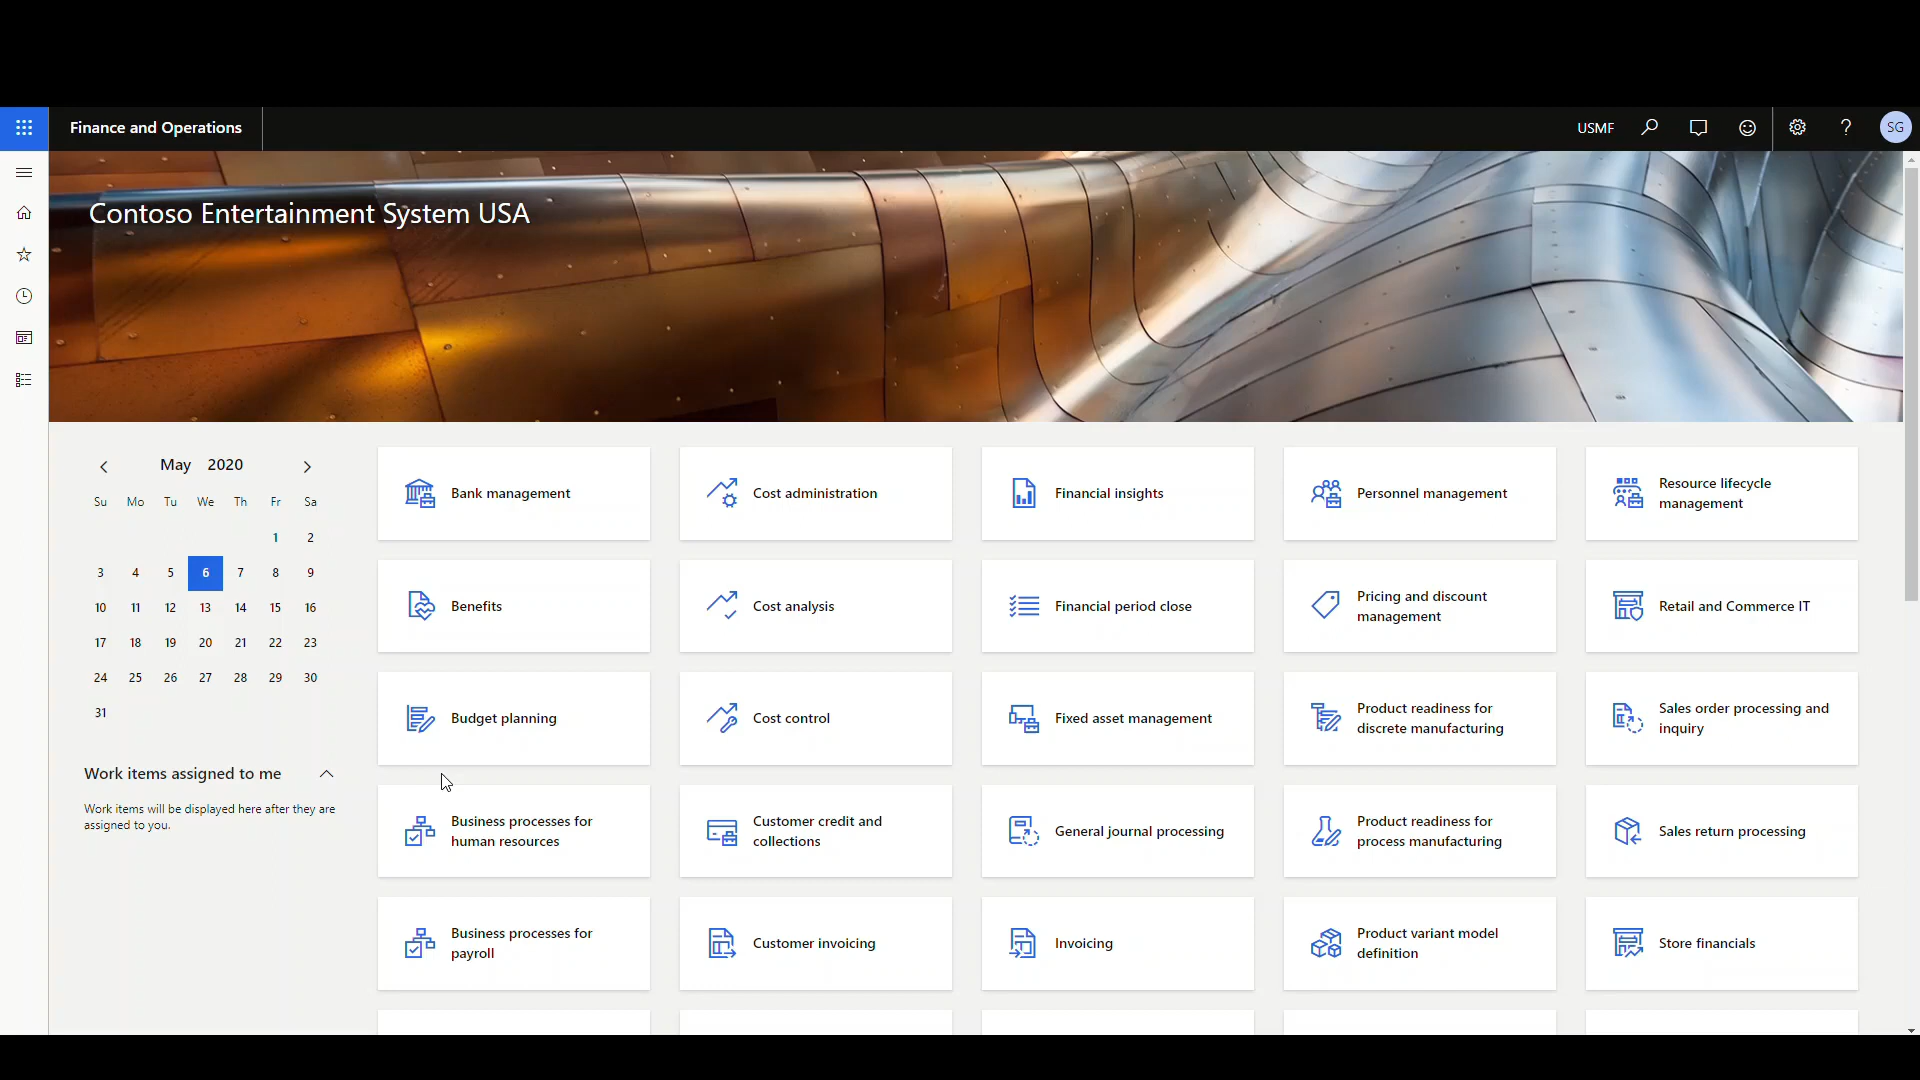 Finance and Operations
USMF
?
SG
Contoso Entertainment System USA
May 2020
Su Mo Tu We Th Fr Sa
1 2
3 4 5 6 7 8 9
10 11 12 13 14 15 16
17 18 19 20 21 22 23
24 25 26 27 28 29 30
31
Work items assigned to me
Work items will be displayed here after they are
assigned to you.
Bank management
Cost administration
Financial insights
Personnel management
Resource lifecycle
management
Benefits
Cost analysis
Financial period close
Pricing and discount
management
Retail and Commerce IT
Budget planning
Cost control
Fixed asset management
Product readiness for
discrete manufacturing
Sales order processing and
inquiry
Business processes for
human resources
Customer credit and
collections
General journal processing
Product readiness for
process manufacturing
Sales return processing
Business processes for
payroll
Customer invoicing
Invoicing
Product variant model
definition
Store financials